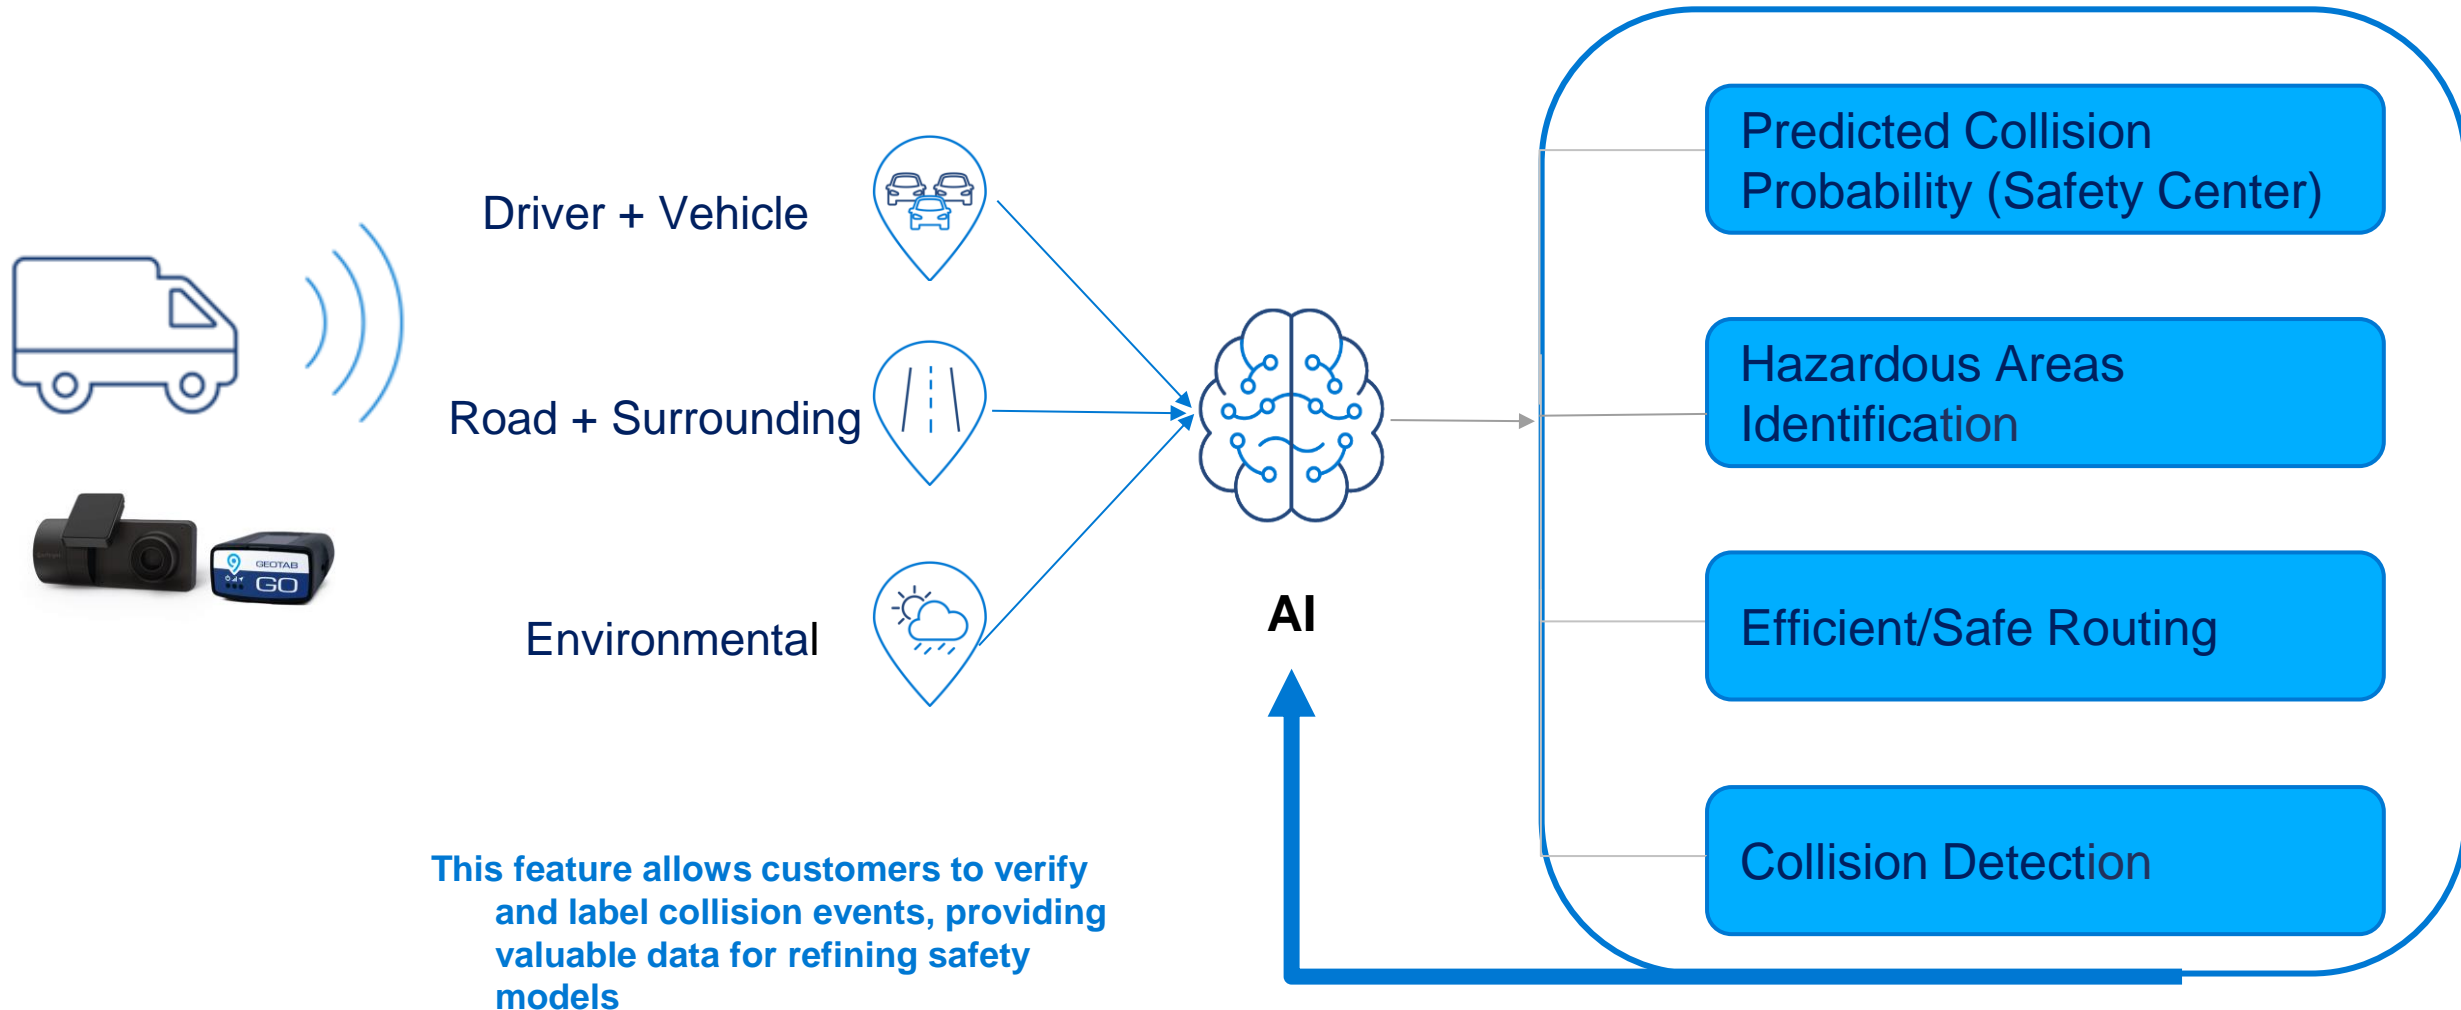 Driver + Vehicle
Road + Surrounding
Environmental
GEOTAB
GO
AI
Predicted Collision
Probability (Safety Center)
Hazardous Areas
Identification
Efficient/Safe Routing
Collision Detection
This feature allows customers to verify
and label collision events, providing
valuable data for refining safety
models